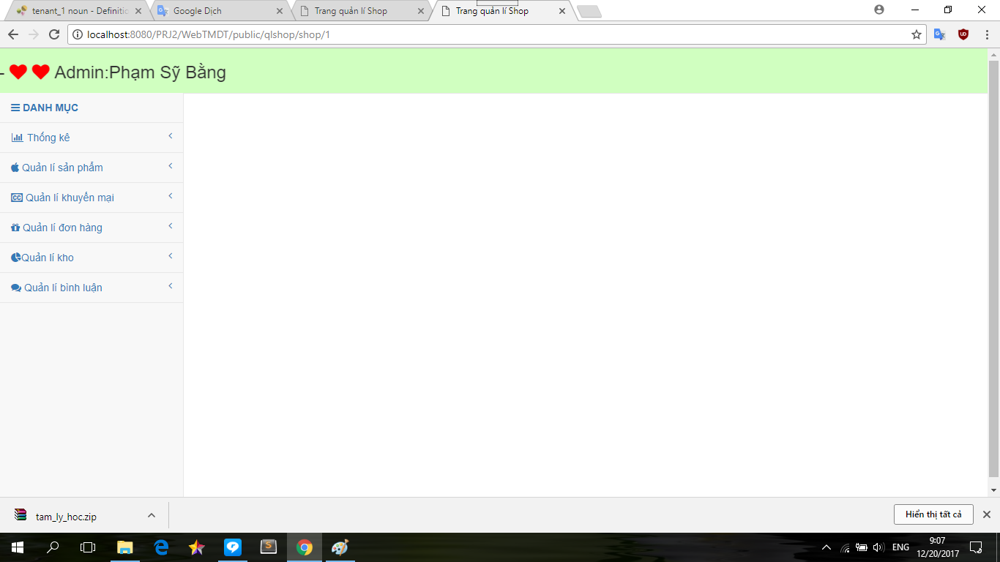 tenant_1 noun - Definitic
Google Dịch
Trang quản lí Shop
Trang quản lí Shop
localhost:8080/PRJ2/WebTMDT/public/qlshop/shop/1
- Admin:Phạm Sỹ Bằng
DANH MỤC
Thống kê
Quản lí sản phẩm
Quản lí khuyến mại
Quản lí đơn hàng
Quản lí kho
Quản lí bình luận
tam_ly_hoc.zip
Hiển thị tất cả
ENG
9:07
12/20/2017